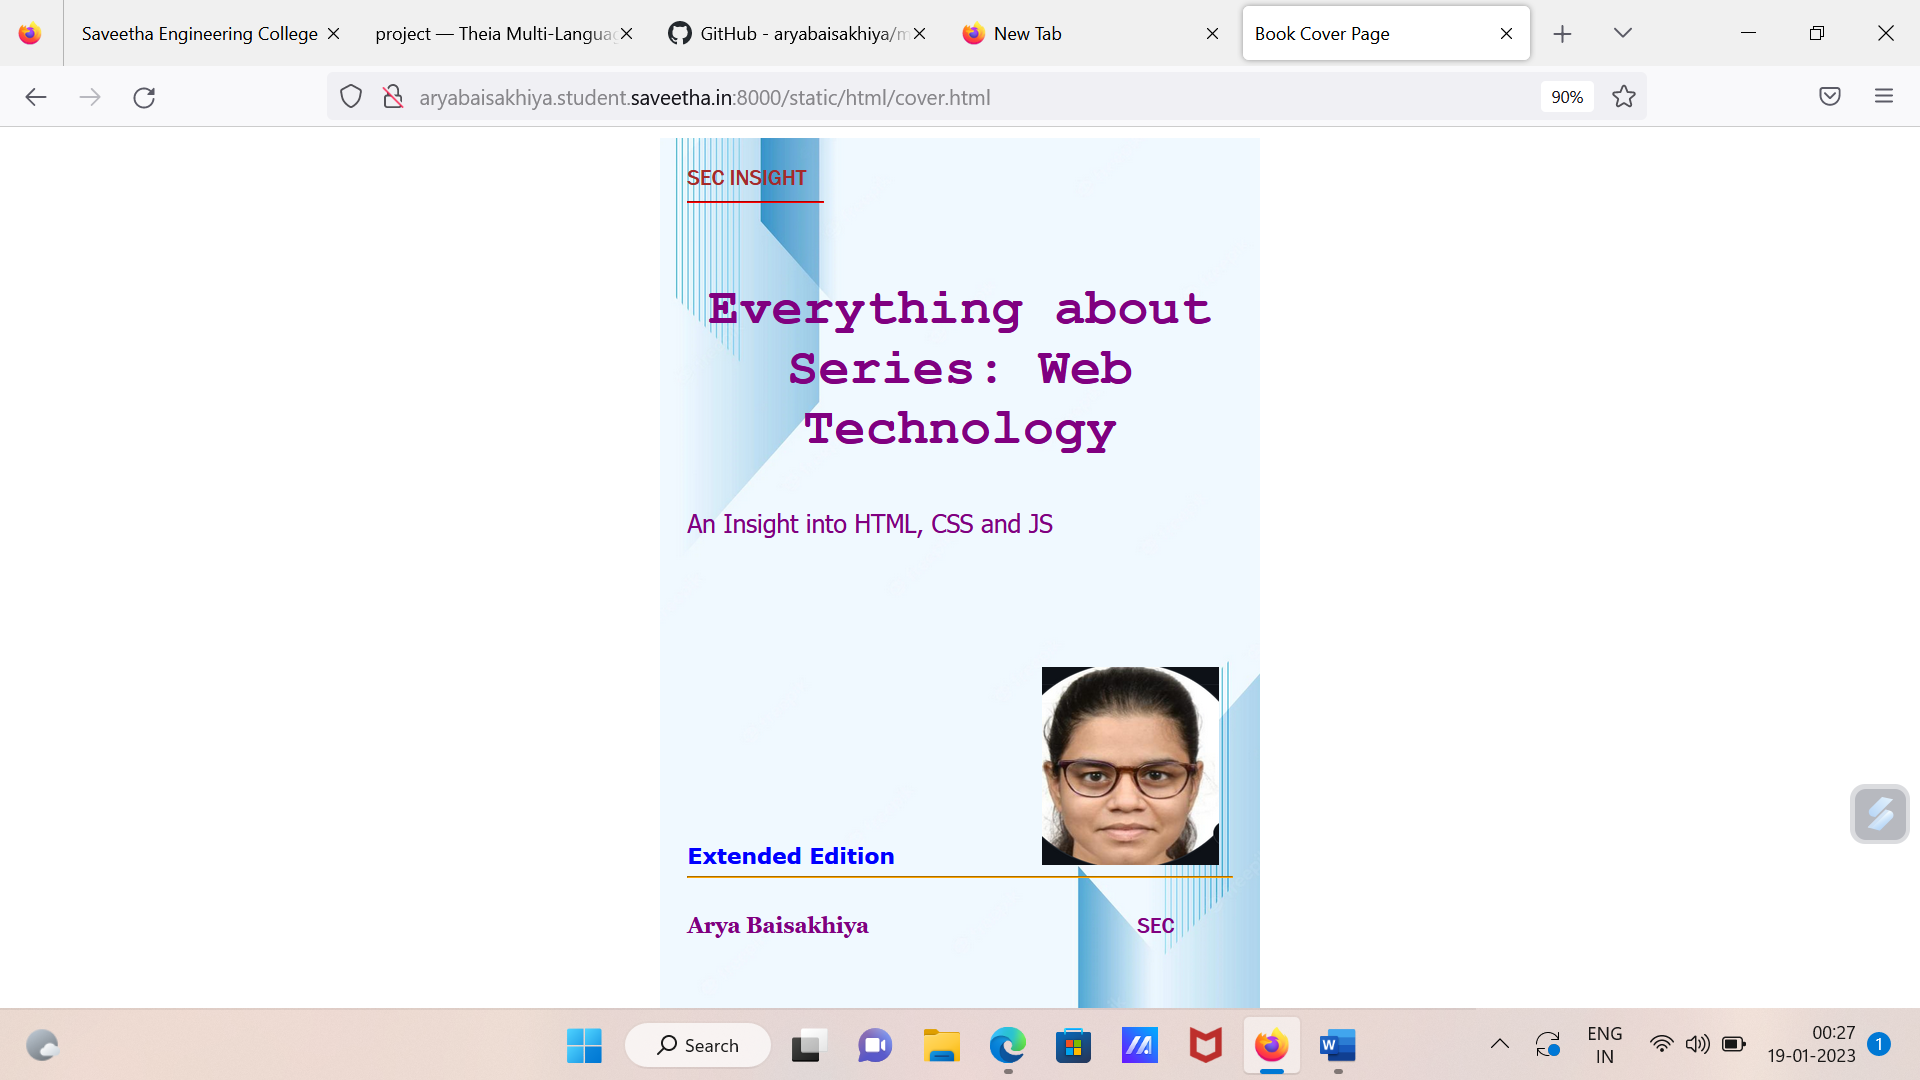 Saveetha Engineering College
project — Theia Multi-Langua
GitHub - aryabaisakhiya/m
New Tab
Book Cover Page
aryabaisakhiya.student.saveetha.in:8000/static/html/cover.html
90%
SEC INSIGHT
Everything about
Series: Web
Technology
An Insight into HTML, CSS and JS
Extended Edition
Arya Baisakhiya
SEC
Search
W
ENG
IN
00:27
19-01-2023
1